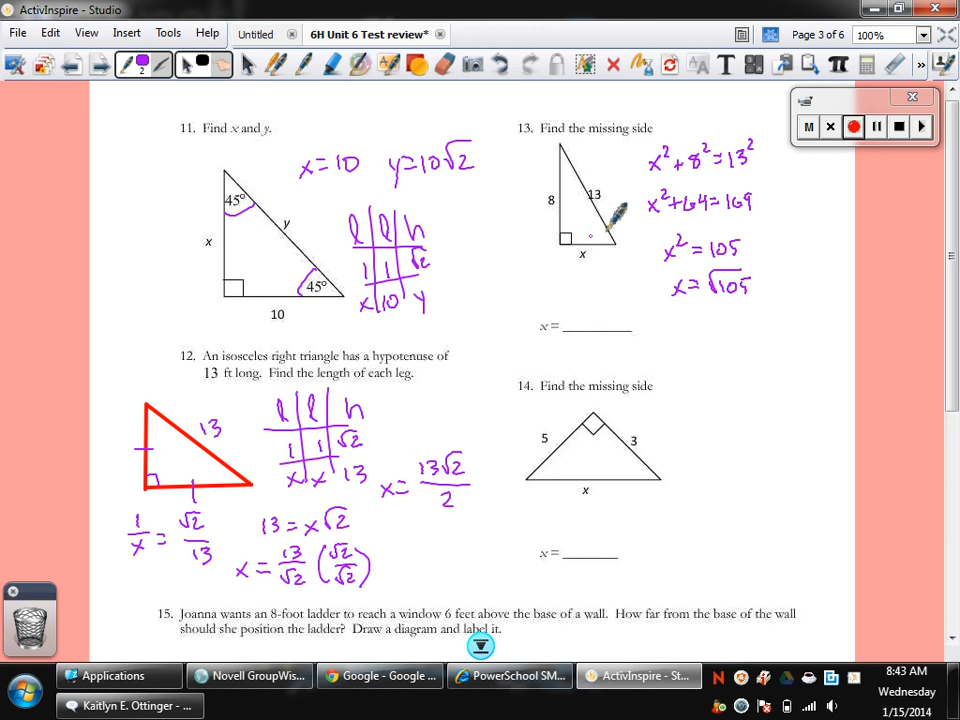 ActivInspire - Studio
File Edit View Insert Tools Help Untitled 6H Unit 6 Test review* Page 3 of 6 100%
2
M
11. Find x and y.
x = 10 y = 10√2
45°
x
y
45°
10
l l h
1 1 √2
x 10 y
12. An isosceles right triangle has a hypotenuse of
13 ft long. Find the length of each leg.
13
l l h
1 1 √2
x x 13
x = 13√2/2
1/x = √2/13
13 = x√2
x = 13/√2 (√2/√2)
13. Find the missing side
8
13
x
x² + 8² = 13²
x² + 64 = 169
x² = 105
x = √105
x = ________
14. Find the missing side
5
3
x
x = ________
15. Joanna wants an 8-foot ladder to reach a window 6 feet above the base of a wall. How far from the base of the wall
should she position the ladder? Draw a diagram and label it.
Applications Novell GroupWis... Google - Google ... PowerSchool SM... ActivInspire - St...
Kaitlyn E. Ottinger - ...
8:43 AM
Wednesday
1/15/2014